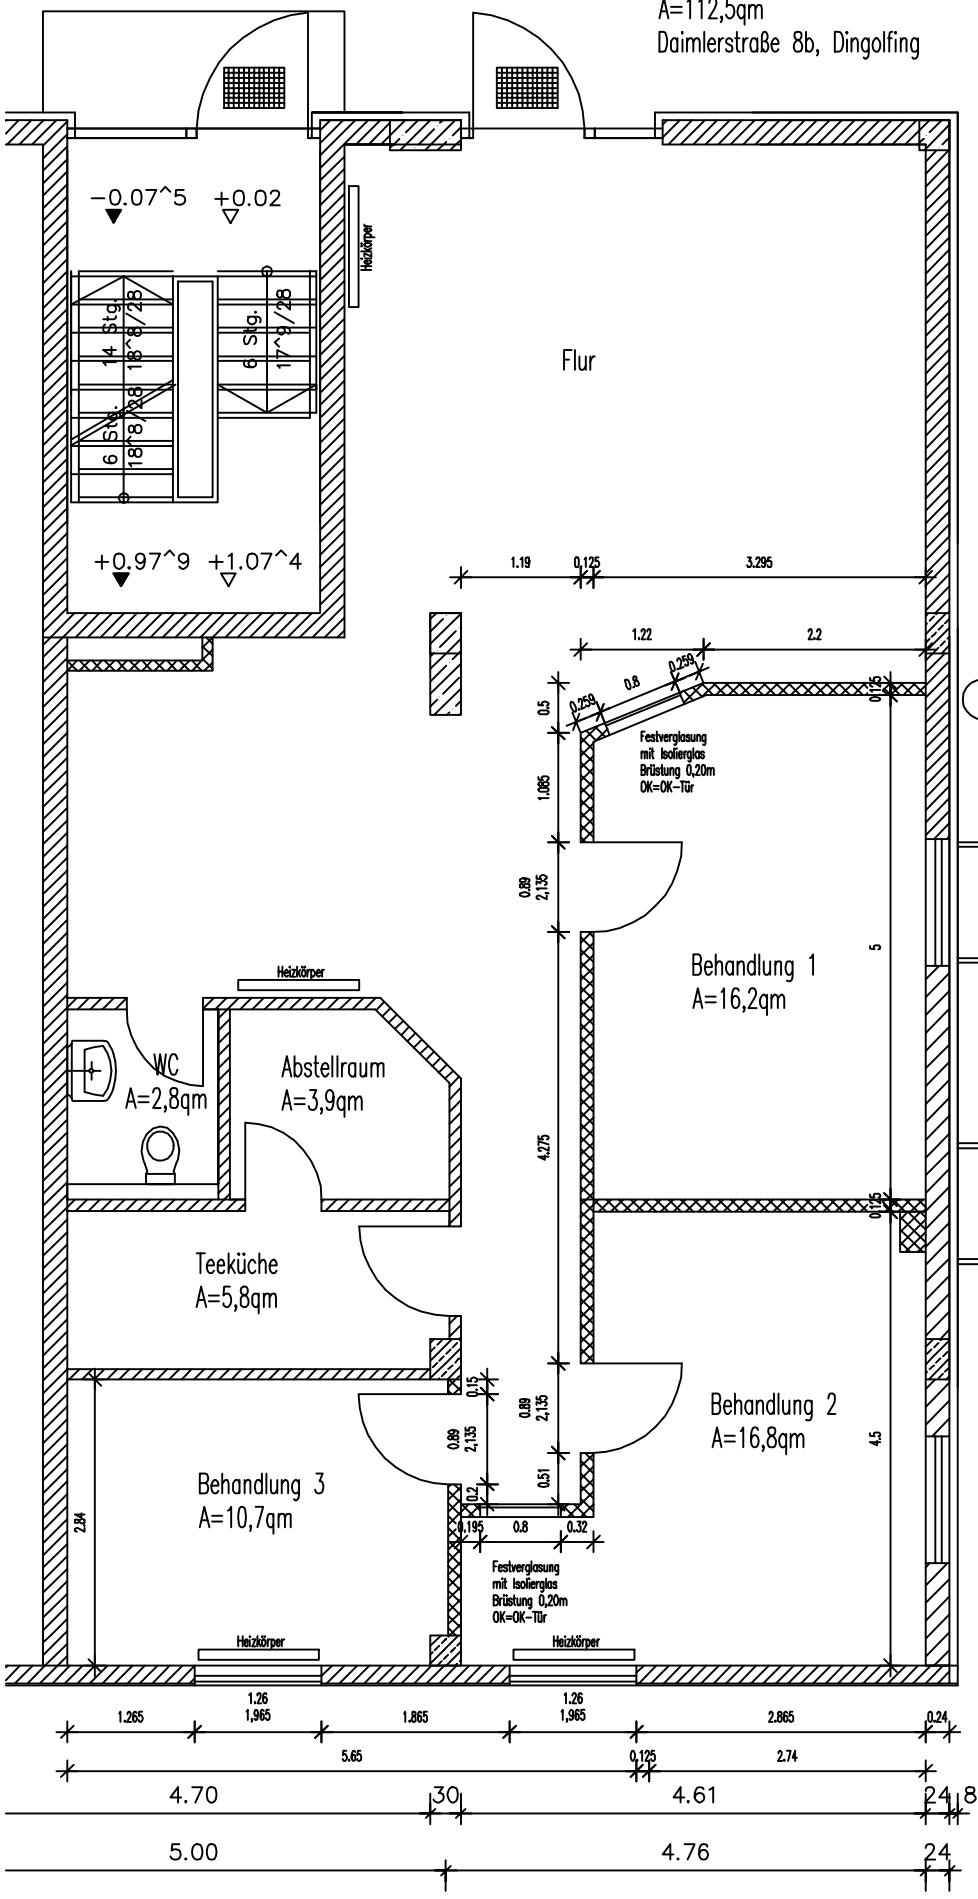 A=112,5qm
Daimlerstraße 8b, Dingolfing
-0.07^5
+0.02
Heizkörper
14 Stg.
18^8/28
6 Stg.
17^9/28
6 Stg.
18^8/28
Flur
+0.97^9
+1.07^4
1.19
0,125
3.295
1.22
2.2
0.259
0.8
0.259
0.5
0.125
Festverglasung
mit Isolierglas
Brüstung 0,20m
OK=OK-Tür
1.085
0.89
2,135
Behandlung 1
A=16,2qm
5
Heizkörper
WC
A=2,8qm
Abstellraum
A=3,9qm
4.275
0.125
Teeküche
A=5,8qm
0.15
0.89
2,135
0.2
0.89
2,135
0.51
Behandlung 2
A=16,8qm
4.5
Behandlung 3
A=10,7qm
2.84
0.195
0.8
0.32
Festverglasung
mit Isolierglas
Brüstung 0,20m
OK=OK-Tür
Heizkörper
Heizkörper
1.265
1.26
1,965
1.865
1.26
1,965
2.865
0.24
5.65
0,125
2.74
4.70
30
4.61
24
8
5.00
4.76
24